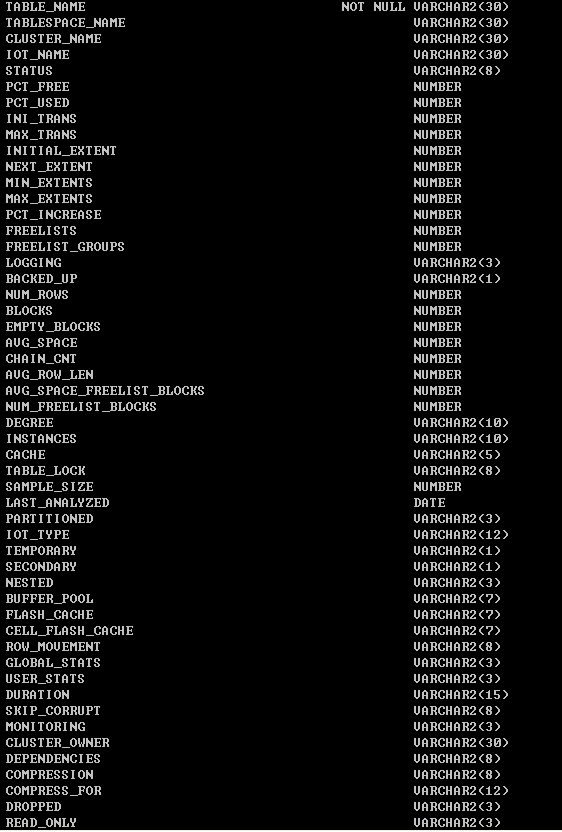 TABLE_NAME NOT NULL VARCHAR2(30)
TABLESPACE_NAME VARCHAR2(30)
CLUSTER_NAME VARCHAR2(30)
IOT_NAME VARCHAR2(30)
STATUS VARCHAR2(8)
PCT_FREE NUMBER
PCT_USED NUMBER
INI_TRANS NUMBER
MAX_TRANS NUMBER
INITIAL_EXTENT NUMBER
NEXT_EXTENT NUMBER
MIN_EXTENTS NUMBER
MAX_EXTENTS NUMBER
PCT_INCREASE NUMBER
FREELISTS NUMBER
FREELIST_GROUPS NUMBER
LOGGING VARCHAR2(3)
BACKED_UP VARCHAR2(1)
NUM_ROWS NUMBER
BLOCKS NUMBER
EMPTY_BLOCKS NUMBER
AVG_SPACE NUMBER
CHAIN_CNT NUMBER
AVG_ROW_LEN NUMBER
AVG_SPACE_FREELIST_BLOCKS NUMBER
NUM_FREELIST_BLOCKS NUMBER
DEGREE VARCHAR2(10)
INSTANCES VARCHAR2(10)
CACHE VARCHAR2(5)
TABLE_LOCK VARCHAR2(8)
SAMPLE_SIZE NUMBER
LAST_ANALYZED DATE
PARTITIONED VARCHAR2(3)
IOT_TYPE VARCHAR2(12)
TEMPORARY VARCHAR2(1)
SECONDARY VARCHAR2(1)
NESTED VARCHAR2(3)
BUFFER_POOL VARCHAR2(7)
FLASH_CACHE VARCHAR2(7)
CELL_FLASH_CACHE VARCHAR2(7)
ROW_MOVEMENT VARCHAR2(8)
GLOBAL_STATS VARCHAR2(3)
USER_STATS VARCHAR2(3)
DURATION VARCHAR2(15)
SKIP_CORRUPT VARCHAR2(8)
MONITORING VARCHAR2(3)
CLUSTER_OWNER VARCHAR2(30)
DEPENDENCIES VARCHAR2(8)
COMPRESSION VARCHAR2(8)
COMPRESS_FOR VARCHAR2(12)
DROPPED VARCHAR2(3)
READ_ONLY VARCHAR2(3)